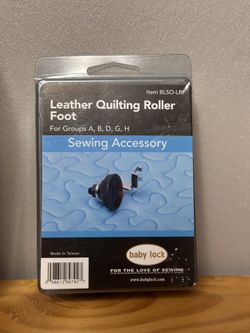 Item BLSO-LRF
Leather Quilting Roller
Foot
For Groups A, B, D, G, H
Sewing Accessory
baby lock
FOR THE LOVE OF SEWING
Made in Taiwan
www.babylock.com